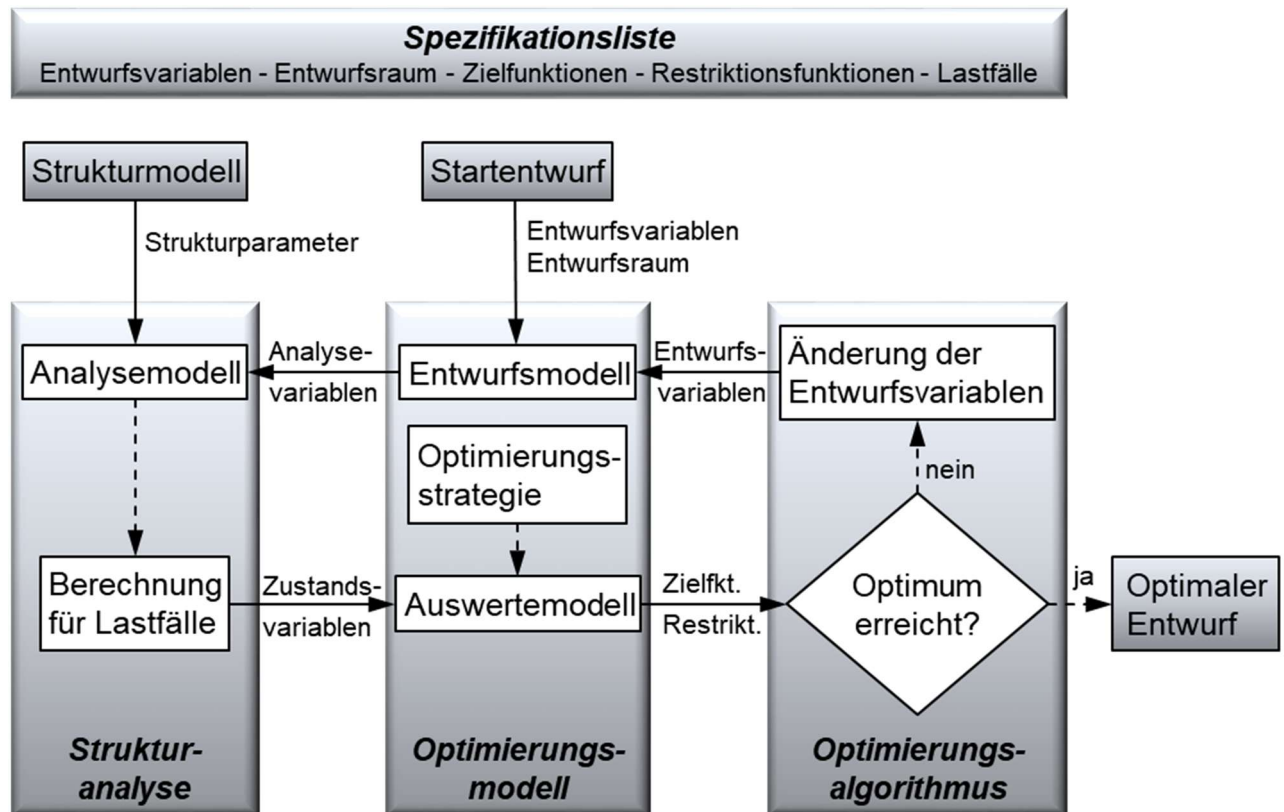 Spezifikationsliste
Entwurfsvariablen - Entwurfsraum - Zielfunktionen - Restriktionsfunktionen - Lastfälle
Strukturmodell
Startentwurf
Strukturparameter
Entwurfsvariablen
Entwurfsraum
Analysemodell
Analyse-
variablen
Entwurfsmodell
Entwurfs-
variablen
Änderung der
Entwurfsvariablen
Optimierungs-
strategie
nein
Berechnung
für Lastfälle
Zustands-
variablen
Auswertemodell
Zielfkt.
Restrikt.
Optimum
erreicht?
ja
Optimaler
Entwurf
Struktur-
analyse
Optimierungs-
modell
Optimierungs-
algorithmus